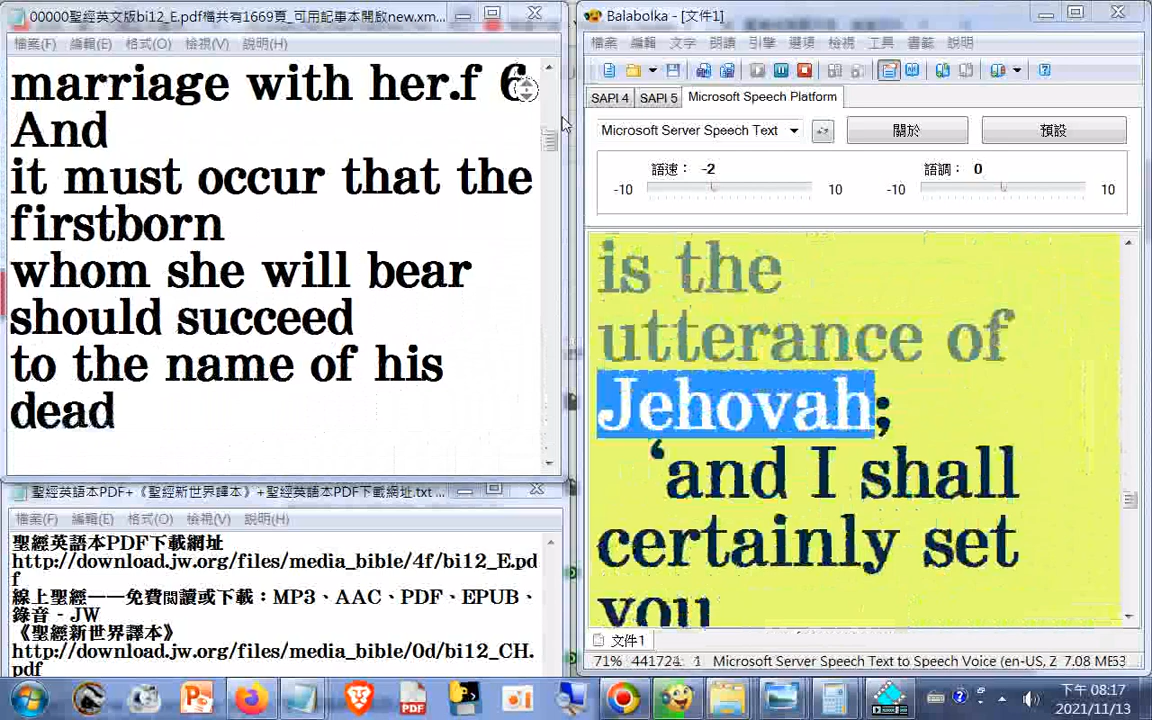 00000聖經英文版bi12_E.pdf檔共有1669頁_可用記事本開啟new.xm...
檔案(F) 編輯(E) 格式(O) 檢視(V) 說明(H)
marriage with her.f 6
And
it must occur that the
firstborn
whom she will bear
should succeed
to the name of his
dead
聖經英語本PDF+《聖經新世界譯本》+聖經英語本PDF下載網址.txt ...
檔案(F) 編輯(E) 格式(O) 檢視(V) 說明(H)
聖經英語本PDF下載網址
http://download.jw.org/files/media_bible/4f/bi12_E.pd
f
線上聖經──免費閱讀或下載：MP3、AAC、PDF、EPUB、
錄音 - JW
《聖經新世界譯本》
http://download.jw.org/files/media_bible/0d/bi12_CH.
pdf
Balabolka - [文件1]
檔案 編輯 文字 朗讀 引擎 選項 檢視 工具 書籤 說明
SAPI 4 SAPI 5 Microsoft Speech Platform
Microsoft Server Speech Text 關於 預設
語速： -2 語調： 0
-10 10 -10 10
is the
utterance of
Jehovah;
‘and I shall
certainly set
you
文件1
71% 441724: 1 Microsoft Server Speech Text to Speech Voice (en-US, Z 7.08 ME53
下午 08:17
2021/11/13